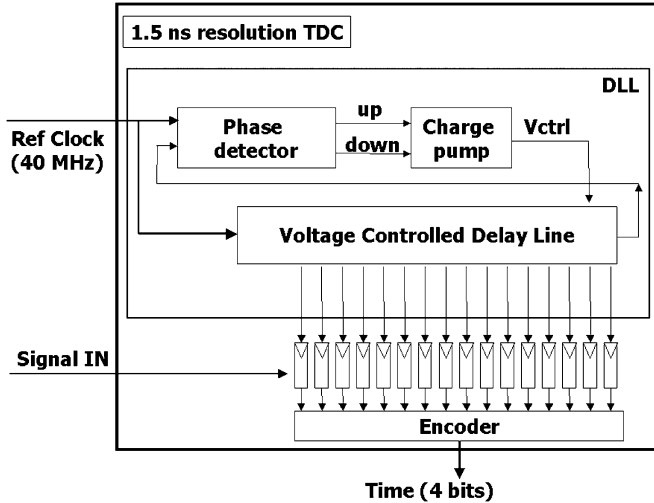 1.5 ns resolution TDC
DLL
Ref Clock
(40 MHz)
Phase
detector
up
down
Charge
pump
Vctrl
Voltage Controlled Delay Line
Signal IN
Encoder
Time (4 bits)